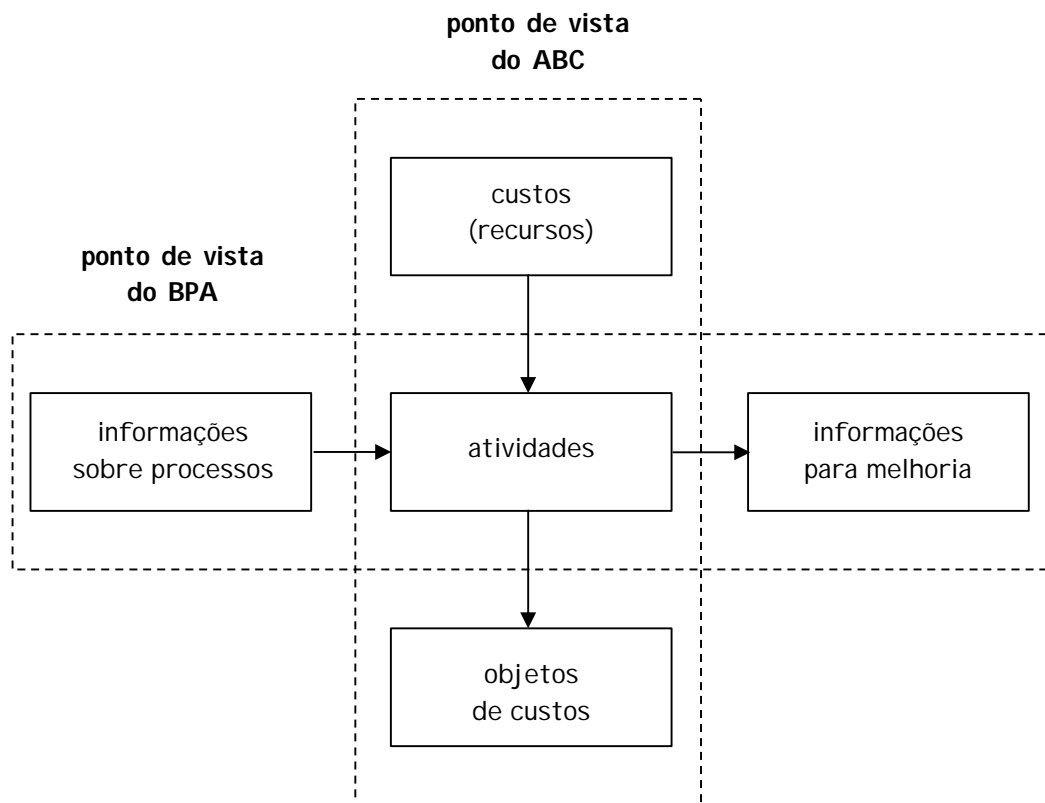 ponto de vista
do ABC
custos
(recursos)
ponto de vista
do BPA
informações
sobre processos
atividades
informações
para melhoria
objetos
de custos